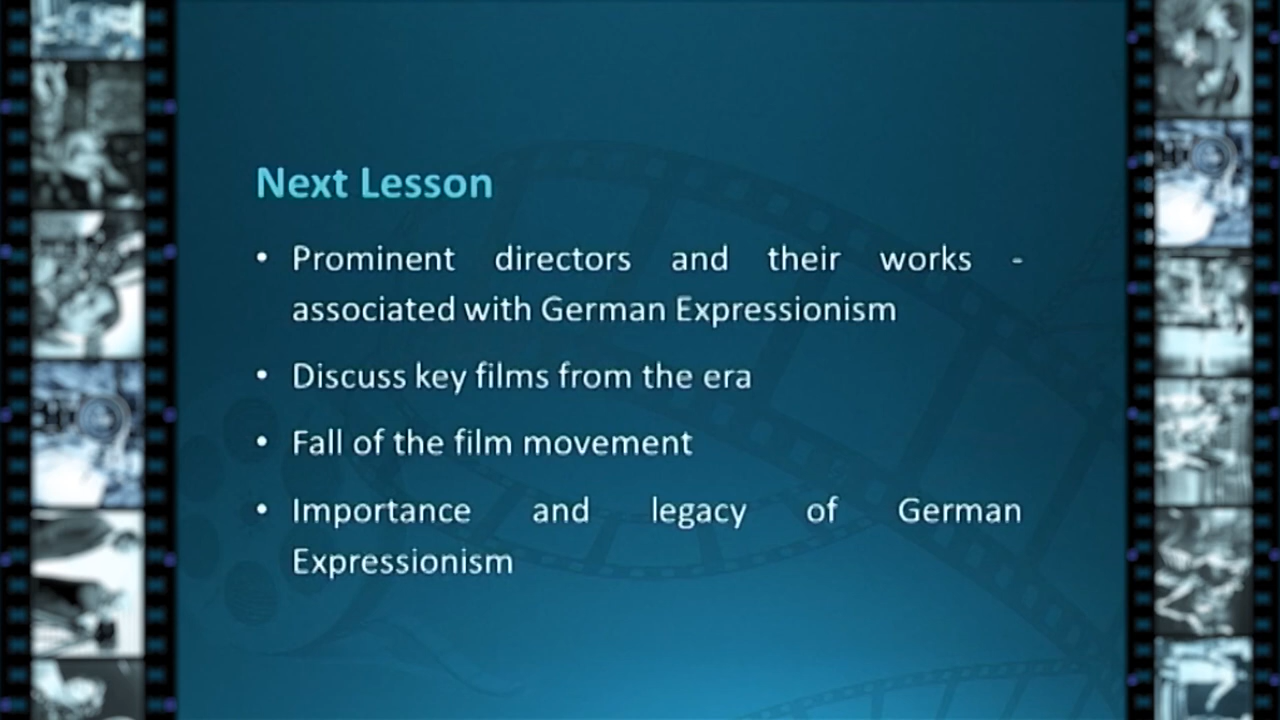 Next Lesson
• Prominent directors and their works -
associated with German Expressionism
• Discuss key films from the era
• Fall of the film movement
• Importance and legacy of German
Expressionism